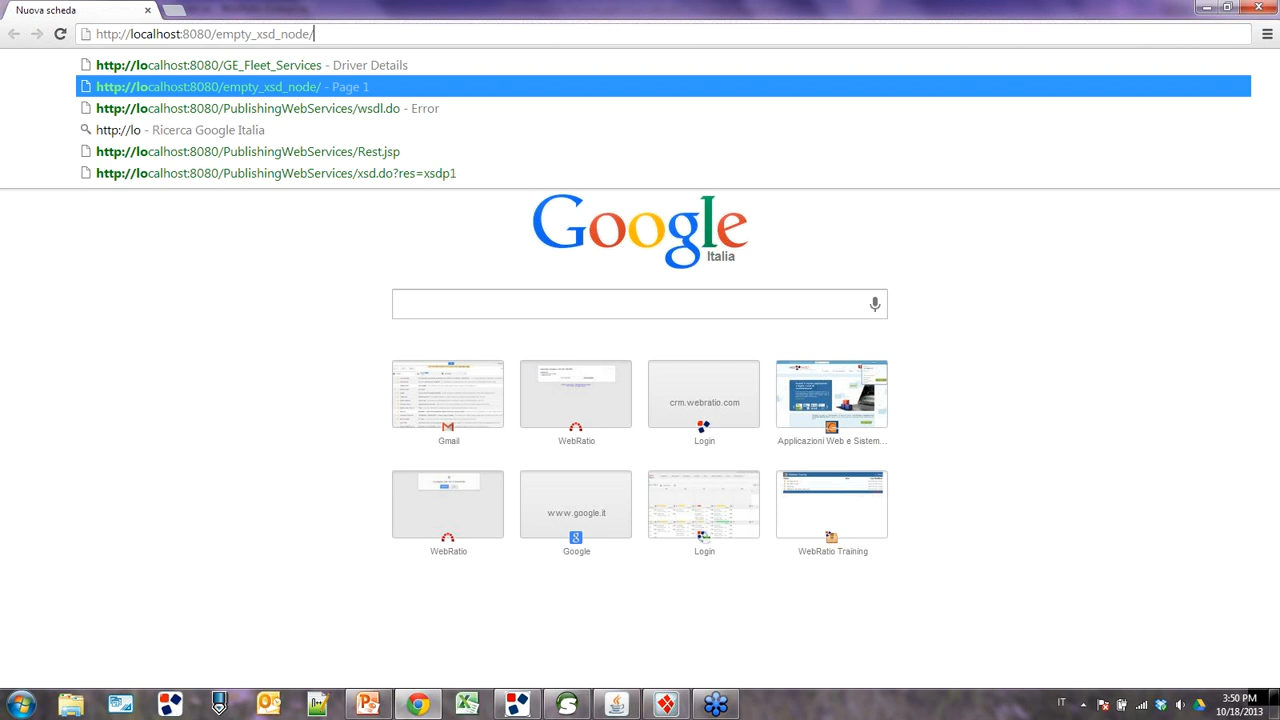 Nuova scheda
http://localhost:8080/empty_xsd_node/
http://localhost:8080/GE_Fleet_Services - Driver Details
http://localhost:8080/empty_xsd_node/ - Page 1
http://localhost:8080/PublishingWebServices/wsdl.do - Error
http://lo - Ricerca Google Italia
http://localhost:8080/PublishingWebServices/Rest.jsp
http://localhost:8080/PublishingWebServices/xsd.do?res=xsdp1
Google
Italia
crm.webratio.com
Gmail
WebRatio
Login
Applicazioni Web e Sistem...
www.google.it
WebRatio
Google
Login
WebRatio Training
IT
3:50 PM
10/18/2013